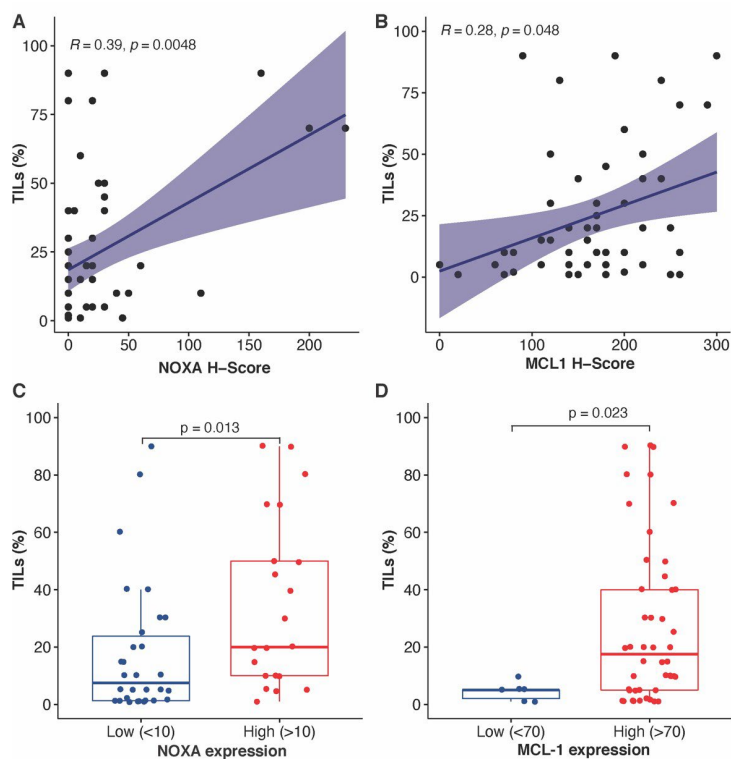 A
R = 0.39, p = 0.0048
TILs (%)
100
75
50
25
0
0 50 100 150 200
NOXA H−Score
B
R = 0.28, p = 0.048
TILs (%)
100
75
50
25
0
0 100 200 300
MCL1 H−Score
C
p = 0.013
TILs (%)
100
80
60
40
20
0
Low (<10) High (>10)
NOXA expression
D
p = 0.023
TILs (%)
100
80
60
40
20
0
Low (<70) High (>70)
MCL-1 expression